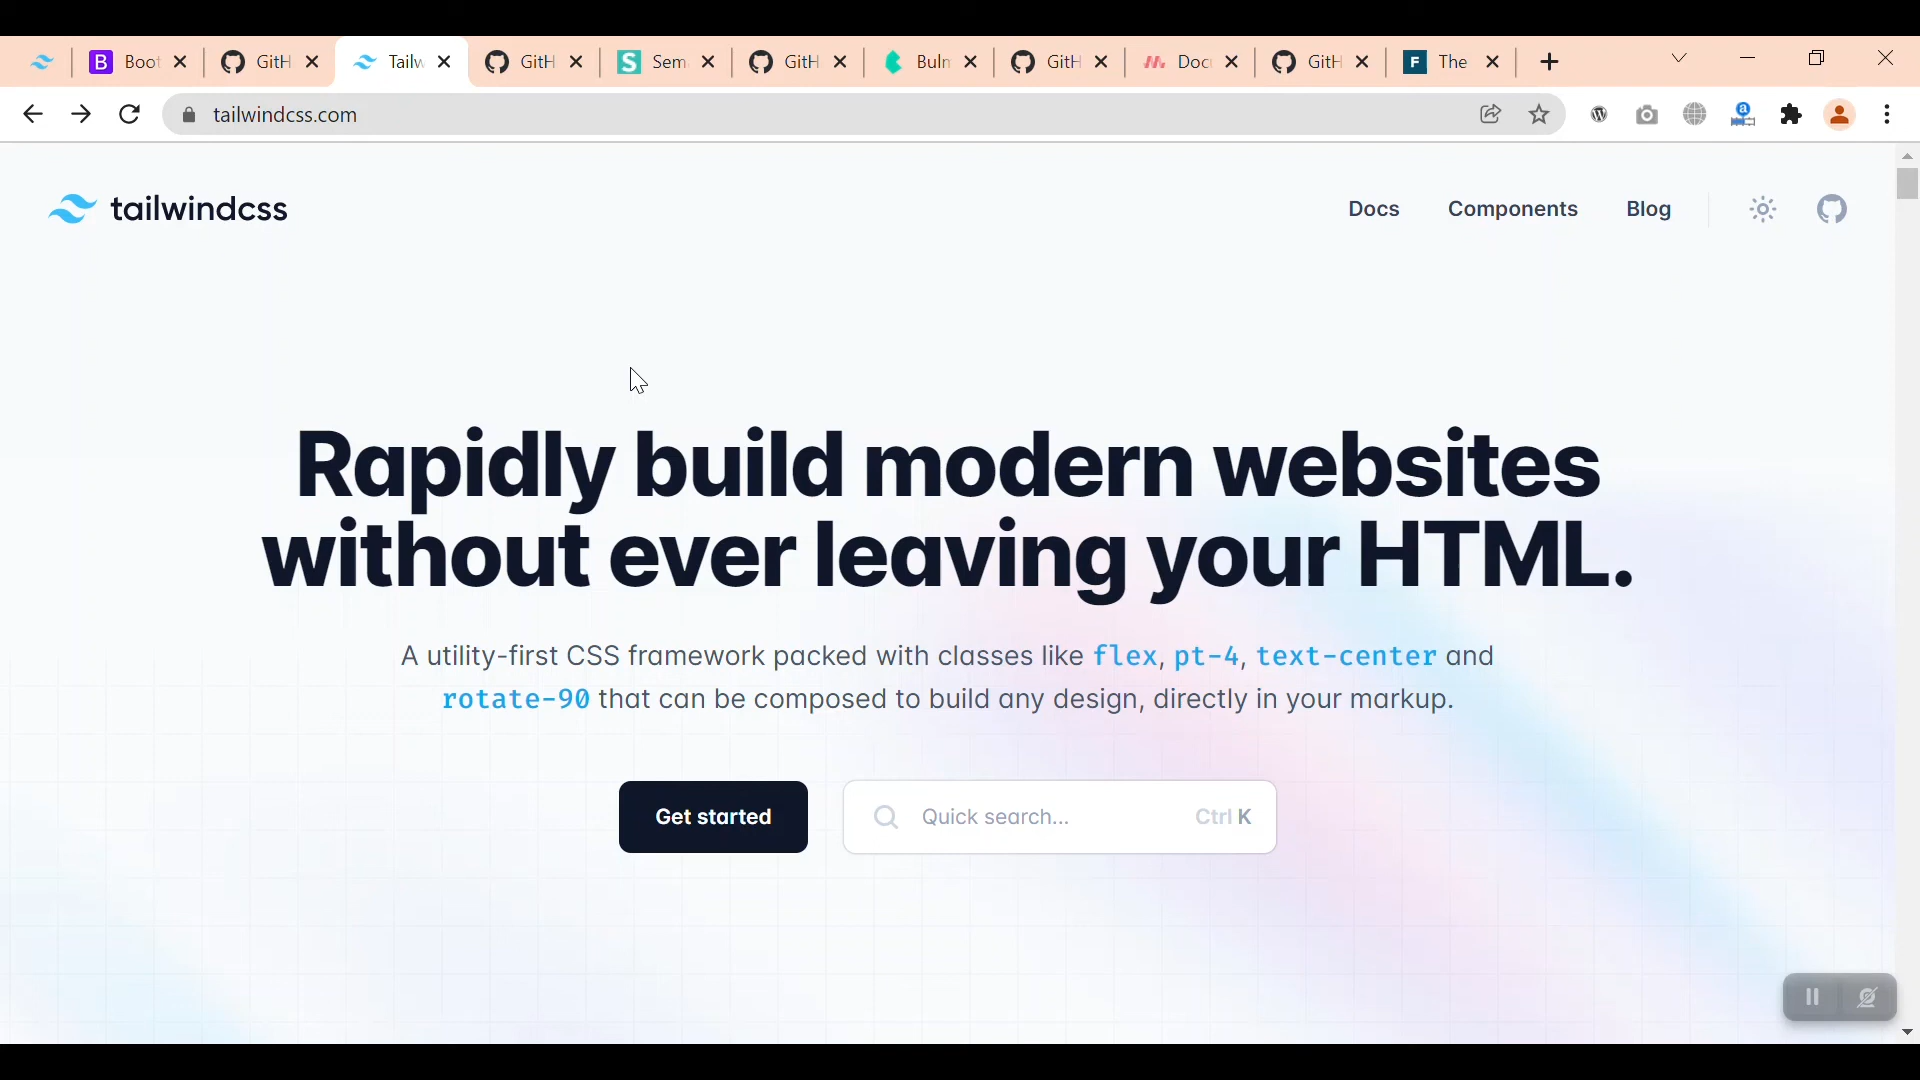 B Boot
GitH
Tailw
GitH
S Sem
GitH
Buln
GitH
Doc
GitH
F The
tailwindcss.com
tailwindcss
Docs
Components
Blog
Rapidly build modern websites
without ever leaving your HTML.
A utility-first CSS framework packed with classes like flex, pt-4, text-center and
rotate-90 that can be composed to build any design, directly in your markup.
Get started
Quick search...
Ctrl K